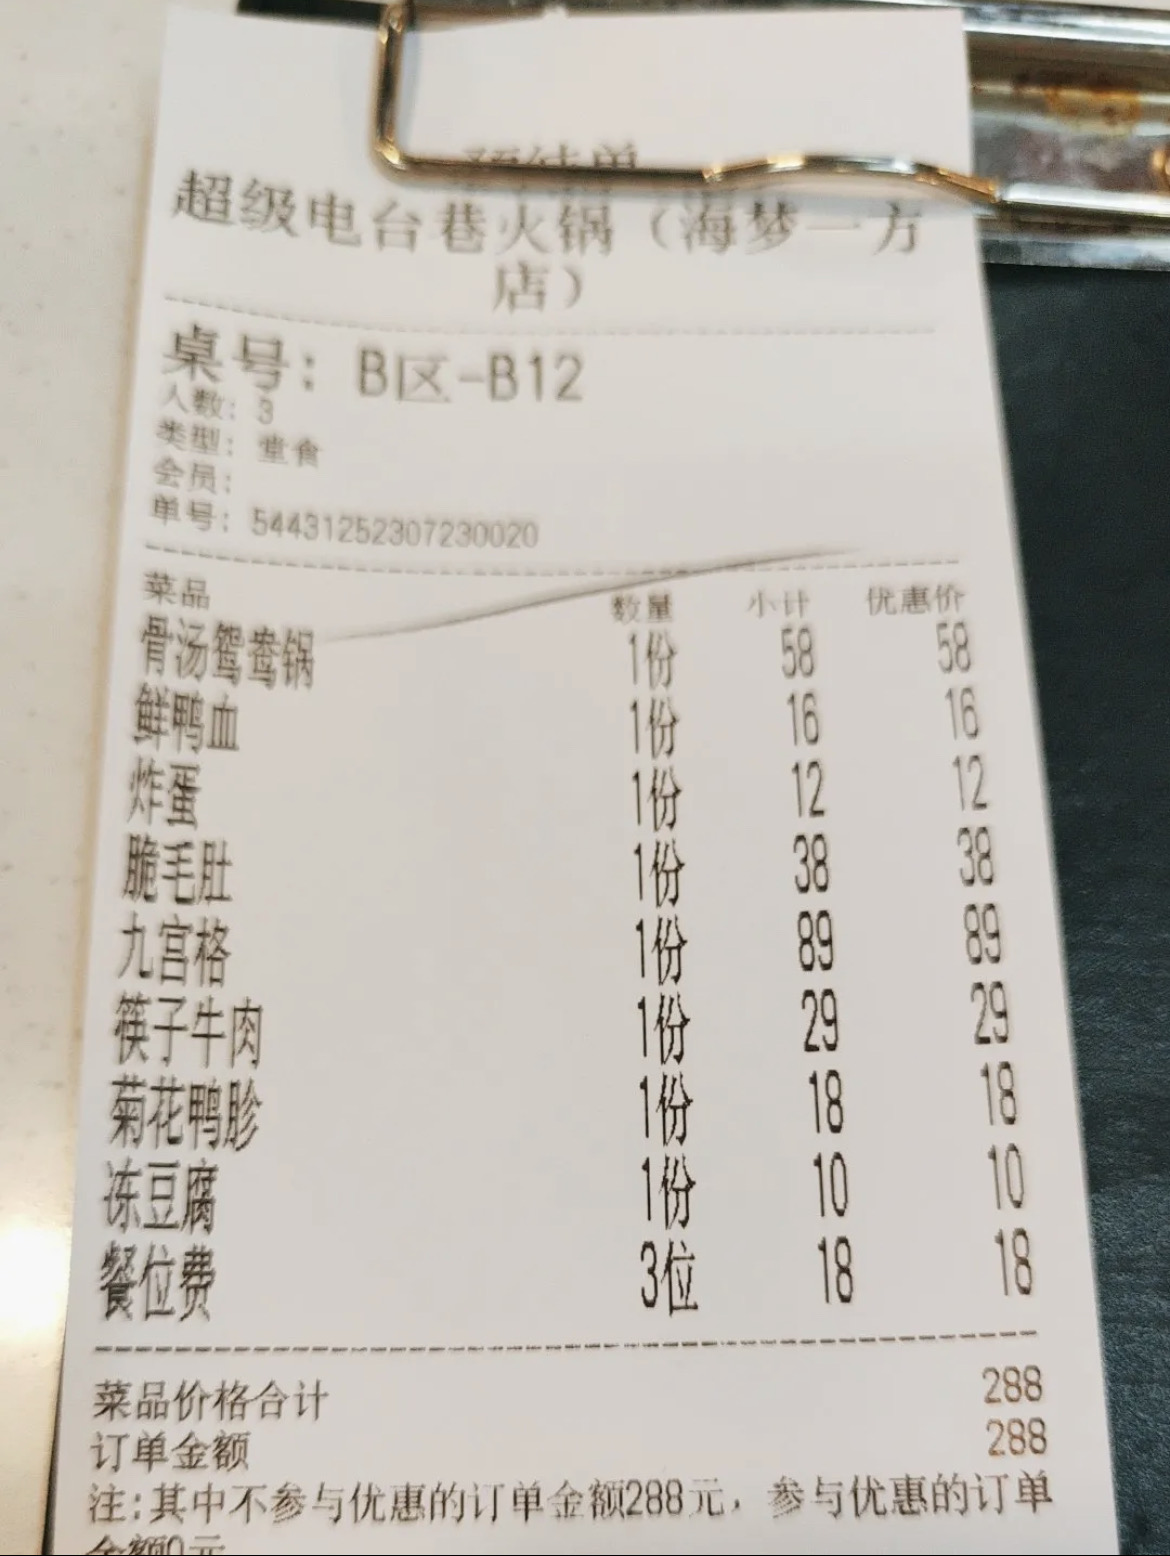 预结单
超级电台巷火锅（海梦一方
店）
桌号：B区-B12
人数：3
类型：堂食
会员：
单号：54431252307230020
菜品 数量 小计 优惠价
骨汤鸳鸯锅 1份 58 58
鲜鸭血 1份 16 16
炸蛋 1份 12 12
脆毛肚 1份 38 38
九宫格 1份 89 89
筷子牛肉 1份 29 29
菊花鸭胗 1份 18 18
冻豆腐 1份 10 10
餐位费 3位 18 18
菜品价格合计 288
订单金额 288
注:其中不参与优惠的订单金额288元，参与优惠的订单
金额0元